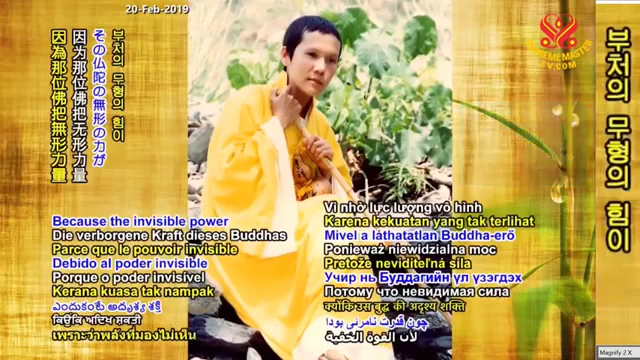 20-Feb-2019
SUPREME MASTER
TV.COM
부처의 무형의 힘이
その仏陀の無形の力が
因为那位佛把无形力量
因為那位佛把無形力量
Because the invisible power
Die verborgene Kraft dieses Buddhas
Parce que le pouvoir invisible
Debido al poder invisible
Porque o poder invisível
Kerana kuasa tak nampak
ఎందుకంటే అదృశ్య శక్తి
ਕਿਉਂਕਿ ਅਦਿਖ ਸ਼ਕਤੀ
เพราะว่าพลังที่มองไม่เห็น
Vì nhờ lực lượng vô hình
Karena kekuatan yang tak terlihat
Mivel a láthatatlan Buddha-erő
Ponieważ niewidzialna moc
Pretože neviditeľná sila
Учир нь Буддагийн үл үзэгдэх
Потому что невидимая сила
क्योंकि उस बुद्ध की अदृश्य शक्ति
چون قدرت نامرئی بودا
لأن القوة الخفية
부처의 무형의 힘이
Magnify 2.X